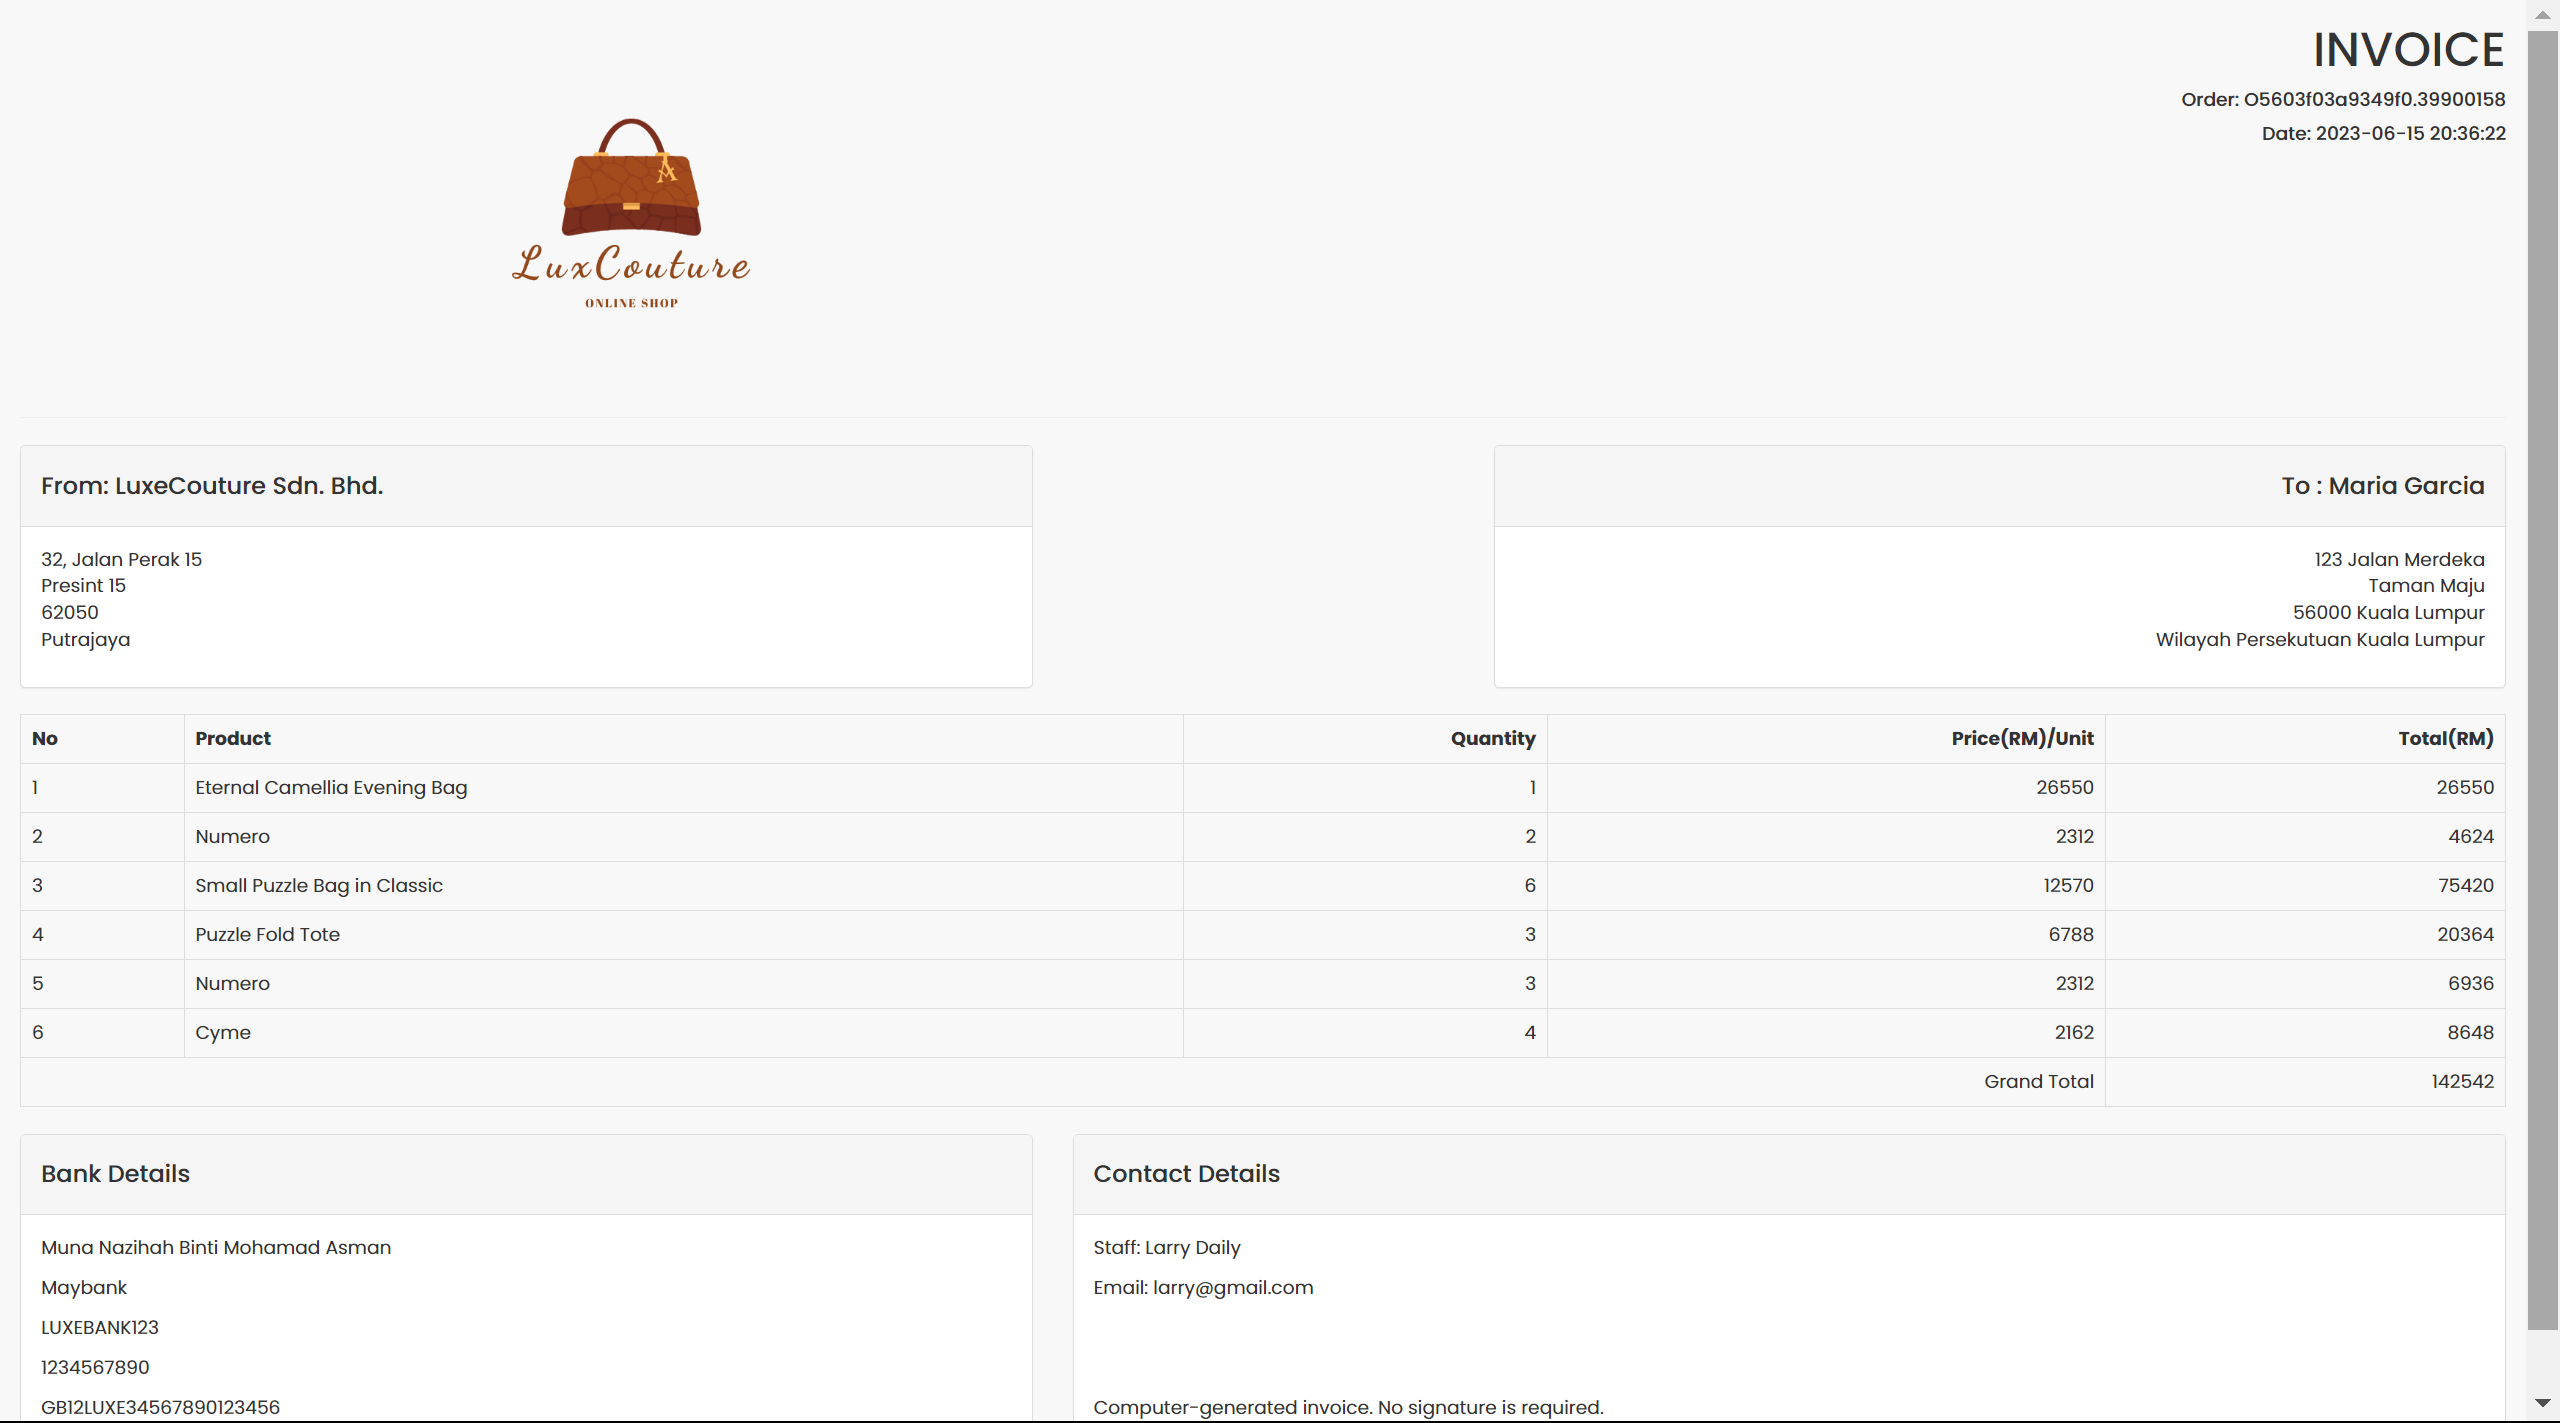 INVOICE
Order: O5603f03a9349f0.39900158
Date: 2023-06-15 20:36:22
A
LuxCouture
ONLINE SHOP
From: LuxeCouture Sdn. Bhd.
32, Jalan Perak 15
Presint 15
62050
Putrajaya
To : Maria Garcia
123 Jalan Merdeka
Taman Maju
56000 Kuala Lumpur
Wilayah Persekutuan Kuala Lumpur
No Product Quantity Price(RM)/Unit Total(RM)
1 Eternal Camellia Evening Bag 1 26550 26550
2 Numero 2 2312 4624
3 Small Puzzle Bag in Classic 6 12570 75420
4 Puzzle Fold Tote 3 6788 20364
5 Numero 3 2312 6936
6 Cyme 4 2162 8648
Grand Total 142542
Bank Details
Muna Nazihah Binti Mohamad Asman
Maybank
LUXEBANK123
1234567890
GB12LUXE34567890123456
Contact Details
Staff: Larry Daily
Email: larry@gmail.com
Computer-generated invoice. No signature is required.